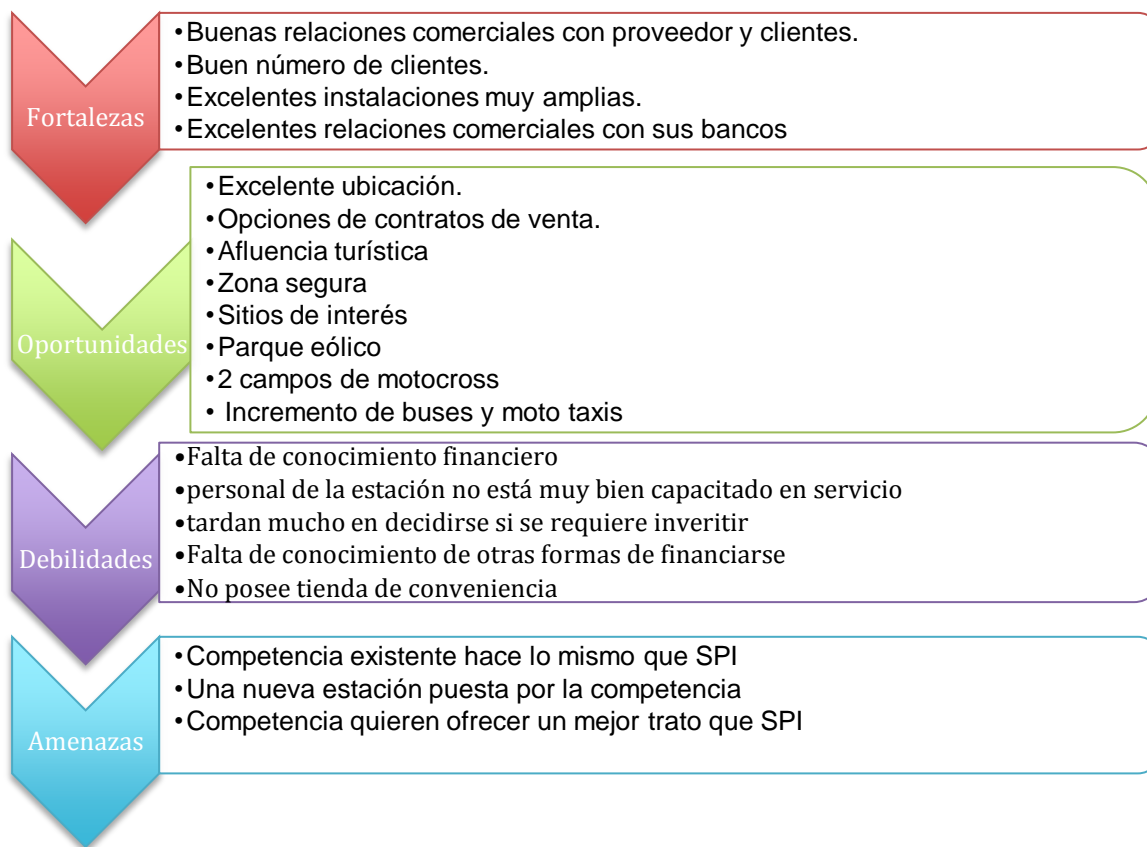 Fortalezas
•Buenas relaciones comerciales con proveedor y clientes.
•Buen número de clientes.
•Excelentes instalaciones muy amplias.
•Excelentes relaciones comerciales con sus bancos
Oportunidades
•Excelente ubicación.
•Opciones de contratos de venta.
•Afluencia turística
•Zona segura
•Sitios de interés
•Parque eólico
•2 campos de motocross
• Incremento de buses y moto taxis
Debilidades
•Falta de conocimiento financiero
•personal de la estación no está muy bien capacitado en servicio
•tardan mucho en decidirse si se requiere inveritir
•Falta de conocimiento de otras formas de financiarse
•No posee tienda de conveniencia
Amenazas
•Competencia existente hace lo mismo que SPI
•Una nueva estación puesta por la competencia
•Competencia quieren ofrecer un mejor trato que SPI